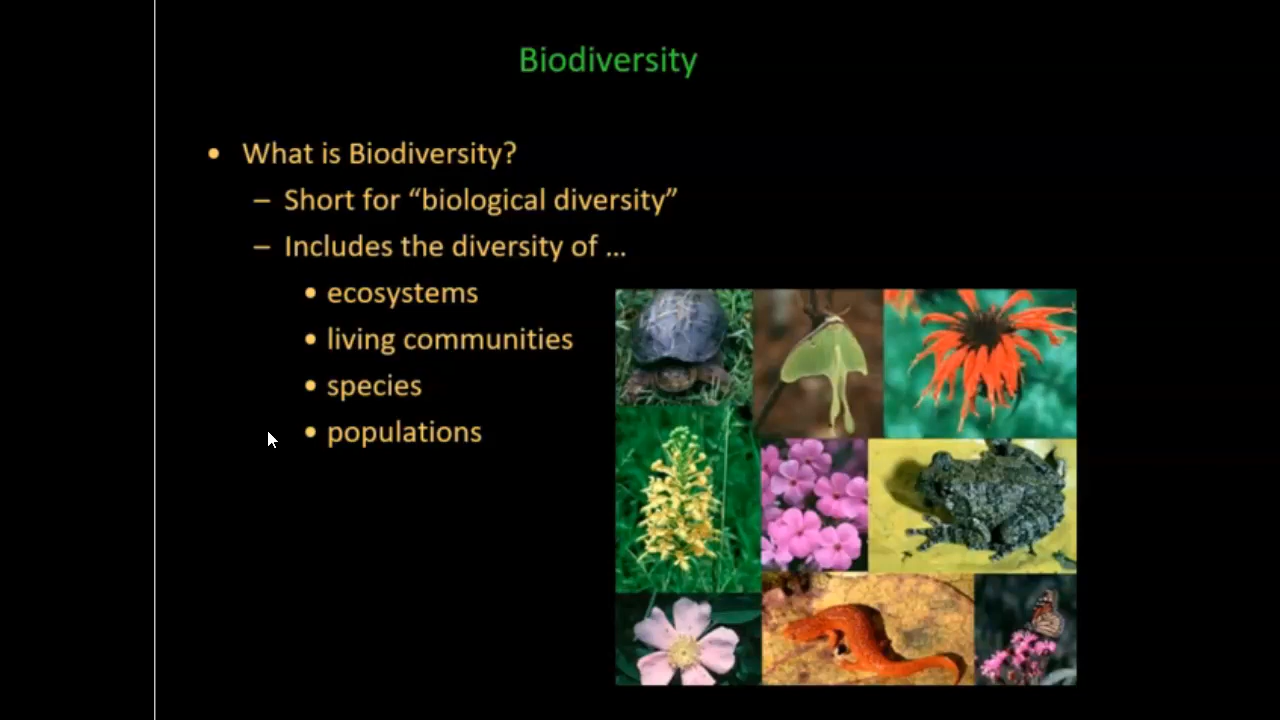 Biodiversity
• What is Biodiversity?
– Short for “biological diversity”
– Includes the diversity of …
• ecosystems
• living communities
• species
• populations